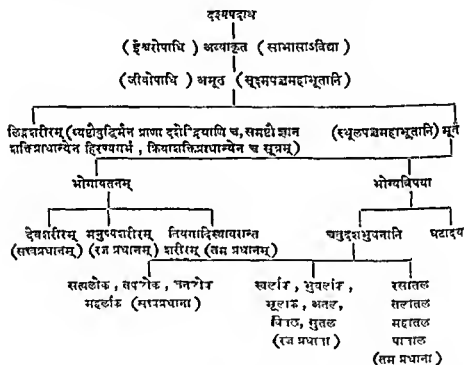 दृश्यपदार्थ
(ईश्वरोपाधि) अव्याकृत (साभासाऽविद्या)
(जीवोपाधि) अमूर्त (सूक्ष्मपञ्चमहाभूतानि)
लिङ्गशरीरम् (व्यष्टौ बुद्धिर्मन प्राणा दशेन्द्रियाणि च, समष्टौ ज्ञान (स्थूलपञ्चमहाभूतानि) मूर्त
शक्तिप्राधान्येन हिरण्यगर्भ, क्रियाशक्तिप्राधान्येन च सूत्रम्)
भोगायतनम् भोग्यविषया
देवशरीरम् मनुष्यशरीरम् तिर्यगादिस्थावरान्त चतुदशभुवनानि घटादय
(सत्त्वप्रधानम्) (रज प्रधानम्) शरीरम् (तम प्रधानम्)
सत्यलोक, तपोलोक, जनलोक स्वर्लोक, भुवर्लोक, रसातल
महर्लोक (सत्त्वप्रधाना) भूलोक, अतल, तलातल
वितल, सुतल महातल
(रज प्रधाना) पाताल
(तम प्रधाना)